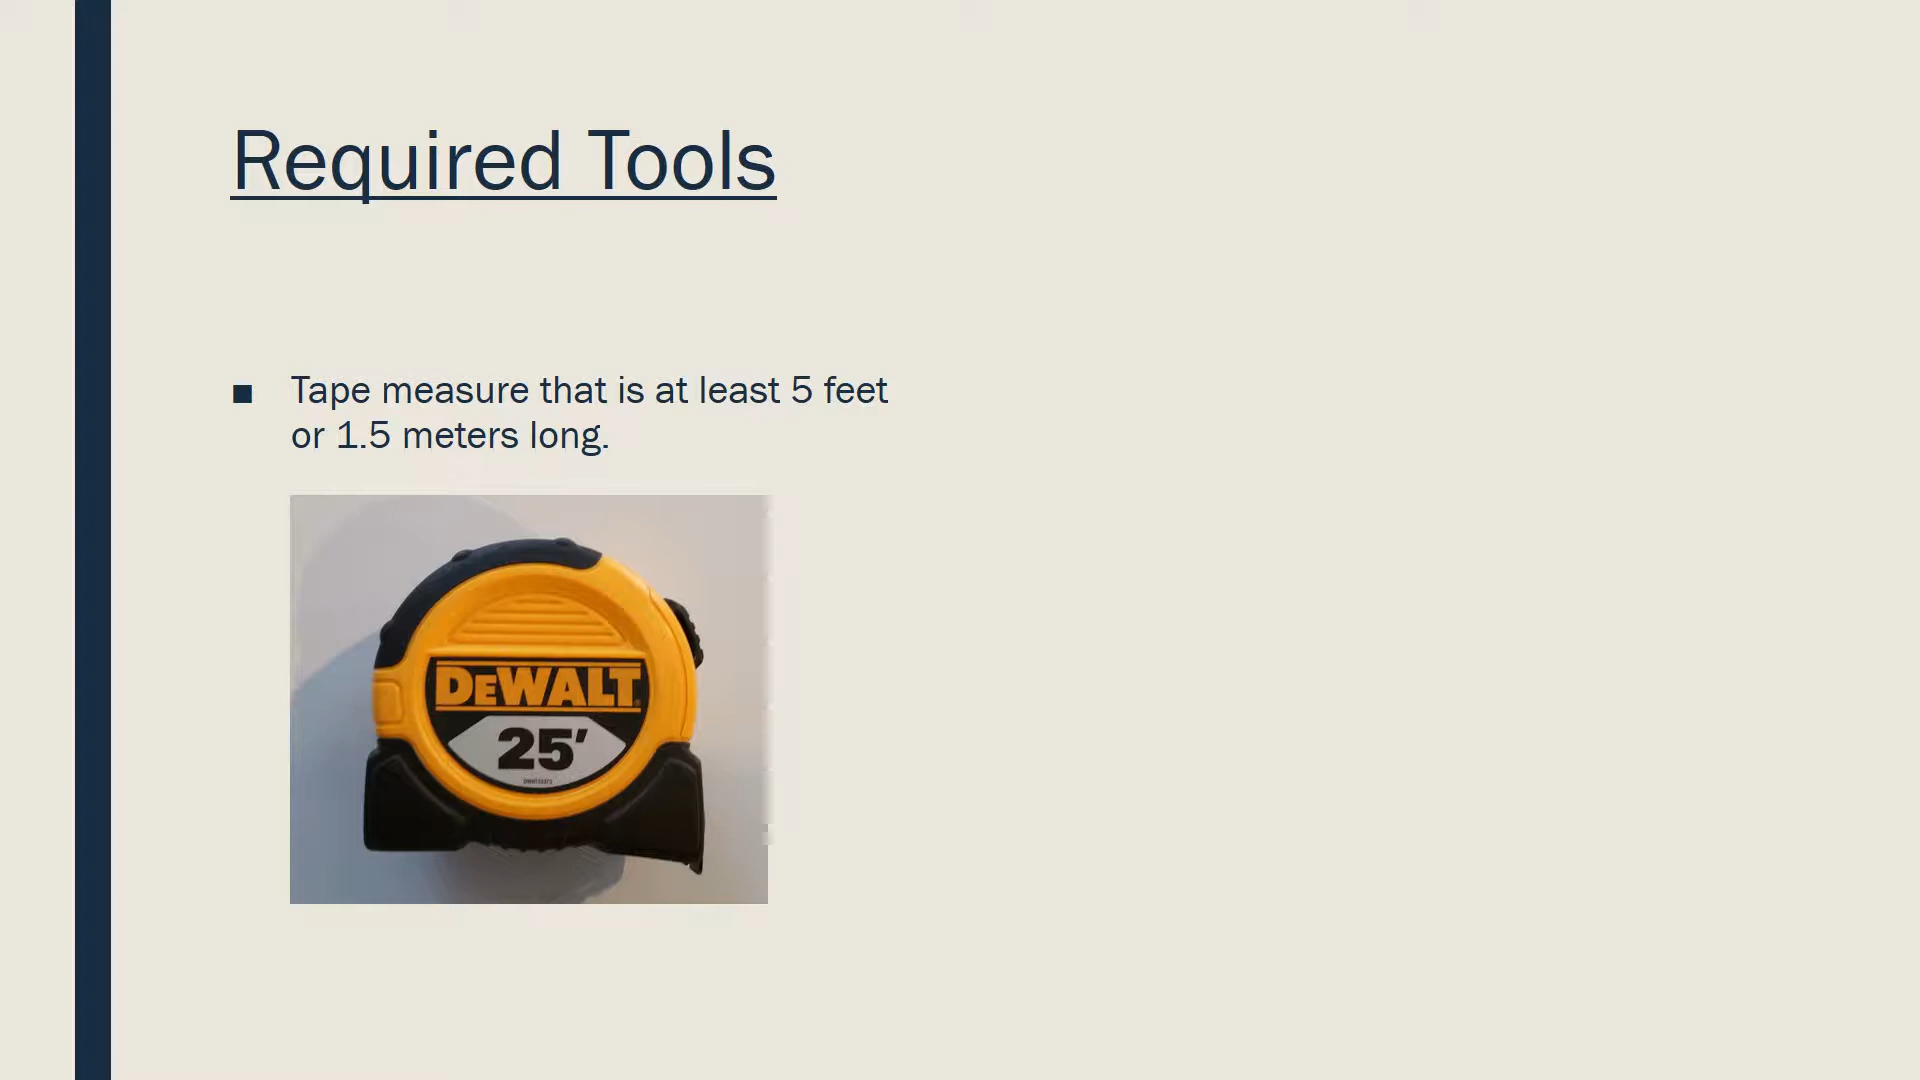 Required Tools
■ Tape measure that is at least 5 feet
or 1.5 meters long.
DEWALT
25'